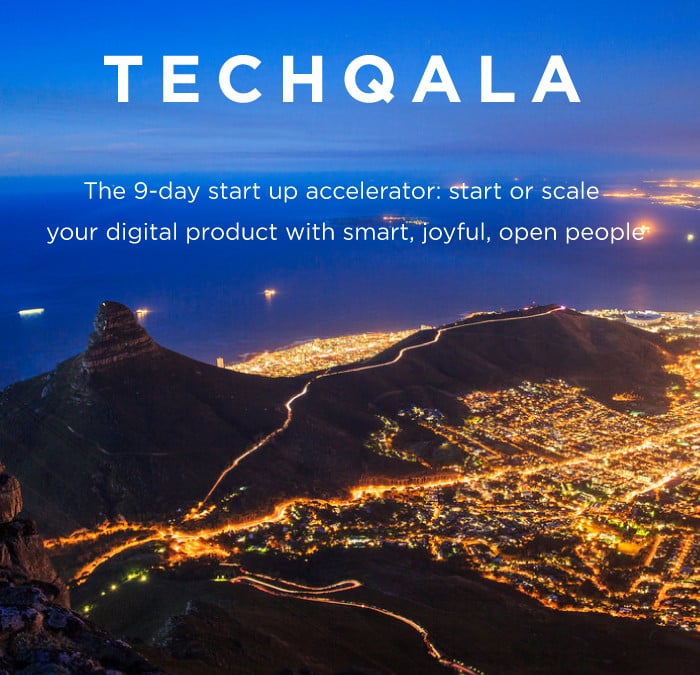 TECHQALA
The 9-day start up accelerator: start or scale
your digital product with smart, joyful, open people